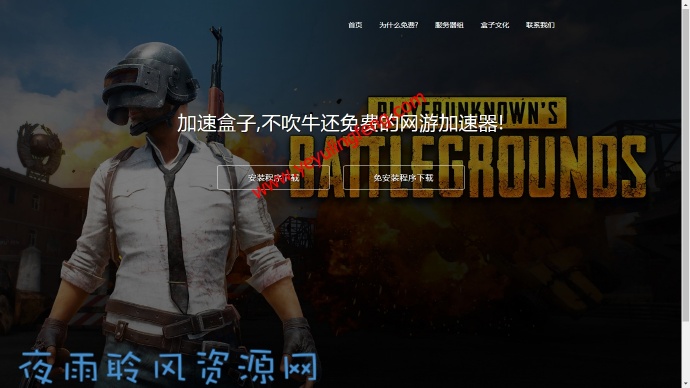 首页 为什么免费? 服务器组 盒子文化 联系我们
PLAYERUNKNOWN'S
加速盒子,不吹牛还免费的网游加速器!
BATTLEGROUNDS
安装程序下载 免安装程序下载
夜雨聆风资源网